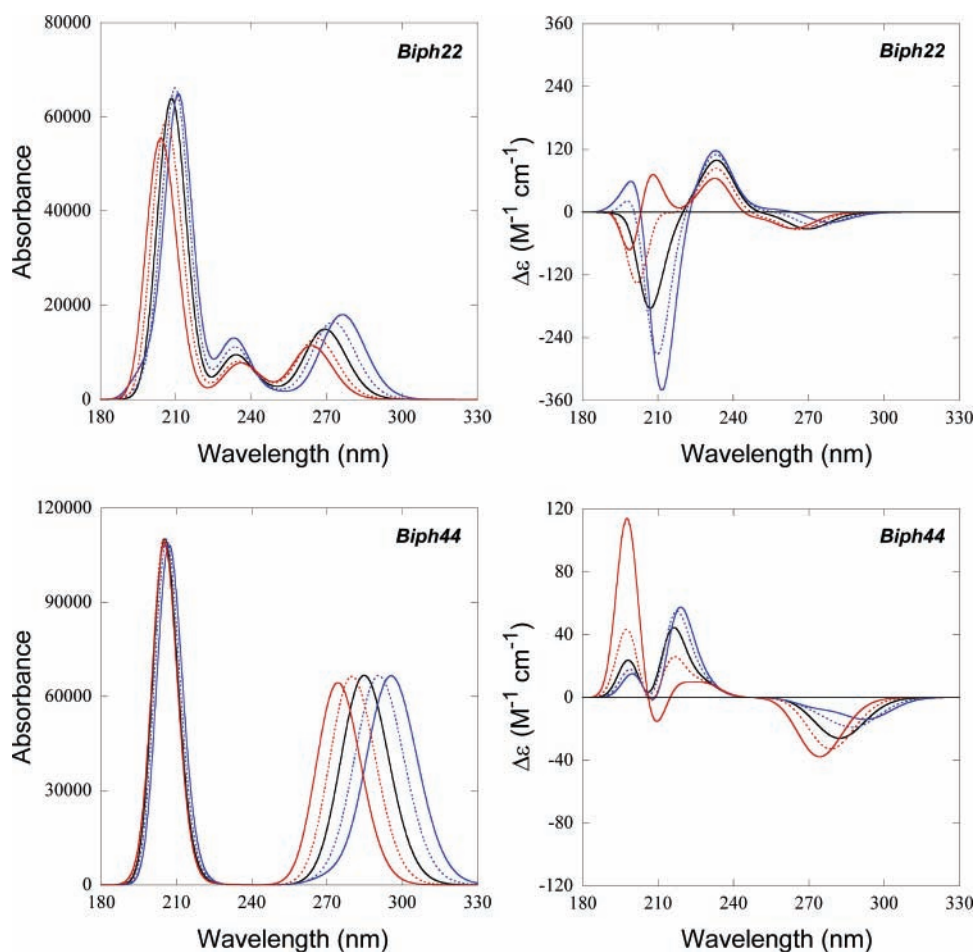 80000
60000
40000
20000
0
Absorbance
Biph22
180 210 240 270 300 330
Wavelength (nm)
360
240
120
0
-120
-240
-360
Δε (M⁻¹ cm⁻¹)
Biph22
180 210 240 270 300 330
Wavelength (nm)
120000
90000
60000
30000
0
Absorbance
Biph44
180 210 240 270 300 330
Wavelength (nm)
120
80
40
0
-40
-80
-120
Δε (M⁻¹ cm⁻¹)
Biph44
180 210 240 270 300 330
Wavelength (nm)